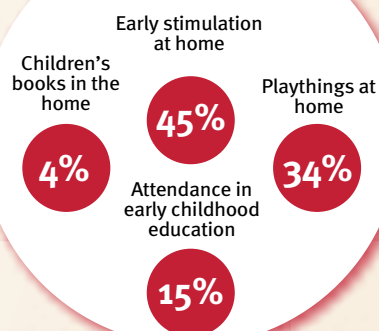 Early stimulation
at home
45%
Children’s
books in the
home
4%
Playthings at
home
34%
Attendance in
early childhood
education
15%